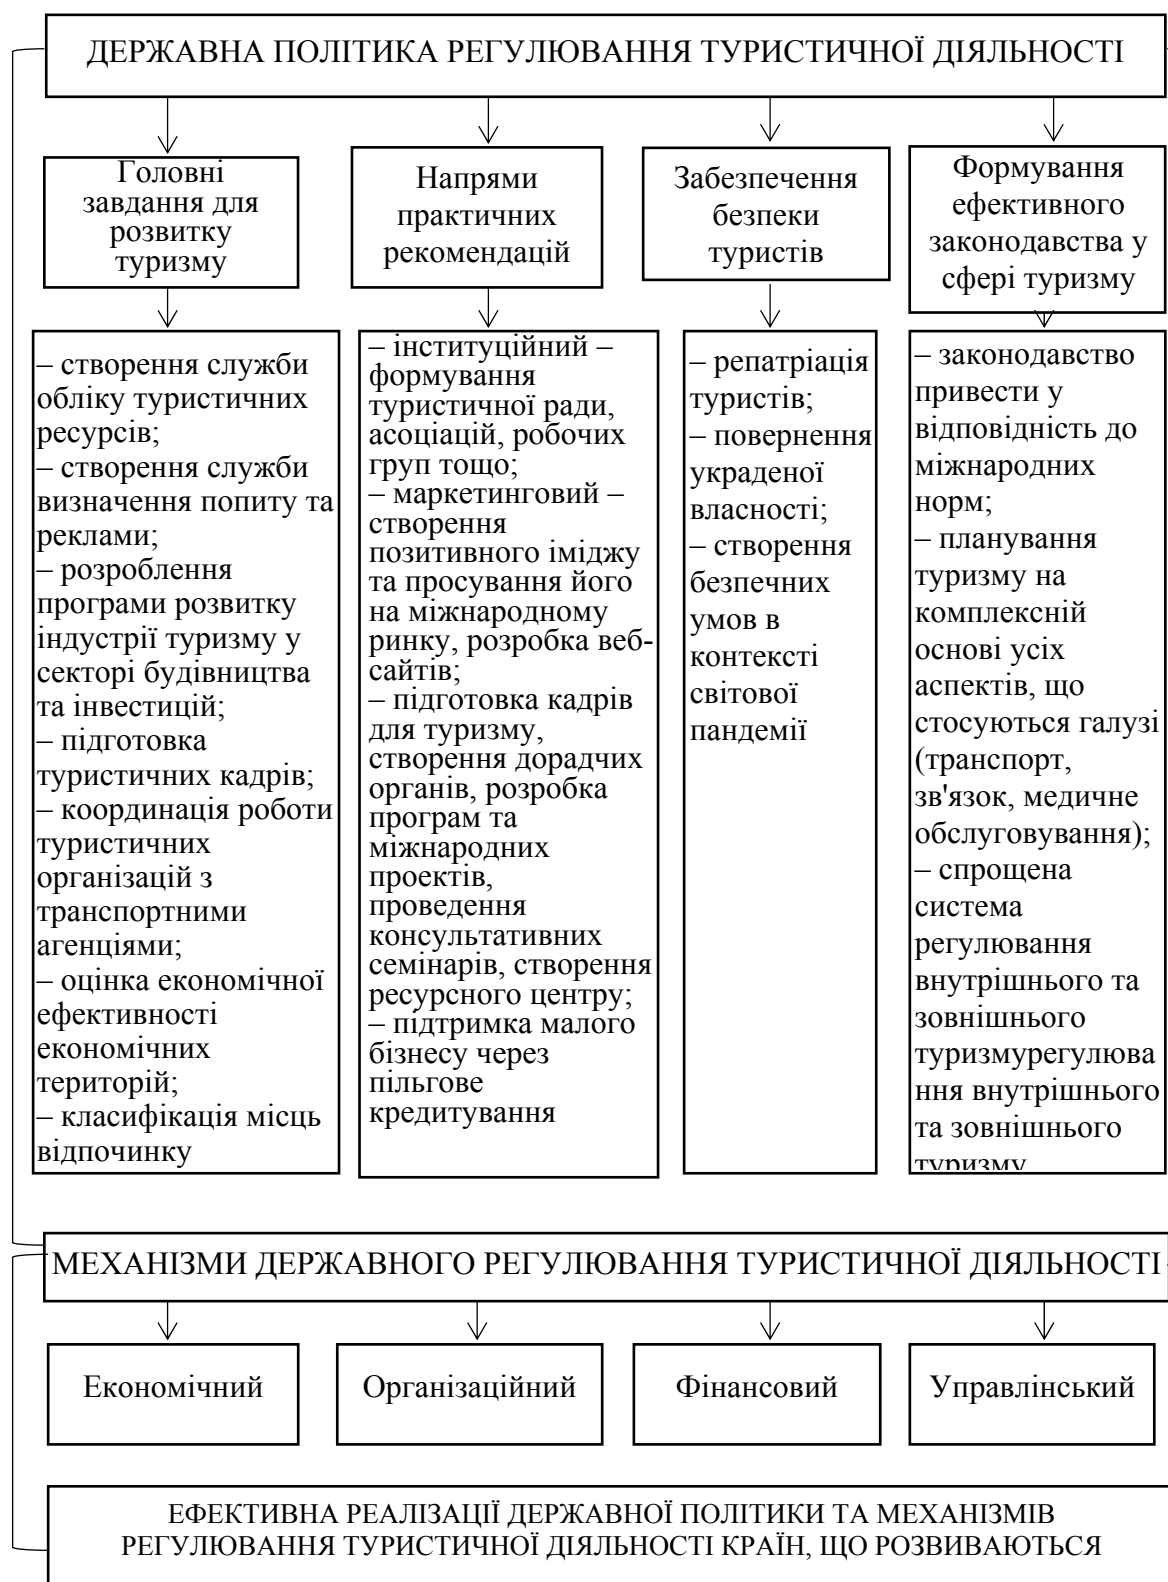 ДЕРЖАВНА ПОЛІТИКА РЕГУЛЮВАННЯ ТУРИСТИЧНОЇ ДІЯЛЬНОСТІ
Головні
завдання для
розвитку
туризму
Напрями
практичних
рекомендацій
Забезпечення
безпеки
туристів
Формування
ефективного
законодавства у
сфері туризму
– створення служби
обліку туристичних
ресурсів;
– створення служби
визначення попиту та
реклами;
– розроблення
програми розвитку
індустрії туризму у
секторі будівництва
та інвестицій;
– підготовка
туристичних кадрів;
– координація роботи
туристичних
організацій з
транспортними
агенціями;
– оцінка економічної
ефективності
економічних
територій;
– класифікація місць
відпочинку
– інституційний –
формування
туристичної ради,
асоціацій, робочих
груп тощо;
– маркетинговий –
створення
позитивного іміджу
та просування його
на міжнародному
ринку, розробка веб-
сайтів;
– підготовка кадрів
для туризму,
створення дорадчих
органів, розробка
програм та
міжнародних
проектів,
проведення
консультативних
семінарів, створення
ресурсного центру;
– підтримка малого
бізнесу через
пільгове
кредитування
– репатріація
туристів;
– повернення
украденої
власності;
– створення
безпечних
умов в
контексті
світової
пандемії
– законодавство
привести у
відповідність до
міжнародних
норм;
– планування
туризму на
комплексній
основі усіх
аспектів, що
стосуються галузі
(транспорт,
зв'язок, медичне
обслуговування);
– спрощена
система
регулювання
внутрішнього та
зовнішнього
туризмурегулюва
ння внутрішнього
та зовнішнього
туризму
МЕХАНІЗМИ ДЕРЖАВНОГО РЕГУЛЮВАННЯ ТУРИСТИЧНОЇ ДІЯЛЬНОСТІ
Економічний
Організаційний
Фінансовий
Управлінський
ЕФЕКТИВНА РЕАЛІЗАЦІЇ ДЕРЖАВНОЇ ПОЛІТИКИ ТА МЕХАНІЗМІВ
РЕГУЛЮВАННЯ ТУРИСТИЧНОЇ ДІЯЛЬНОСТІ КРАЇН, ЩО РОЗВИВАЮТЬСЯ